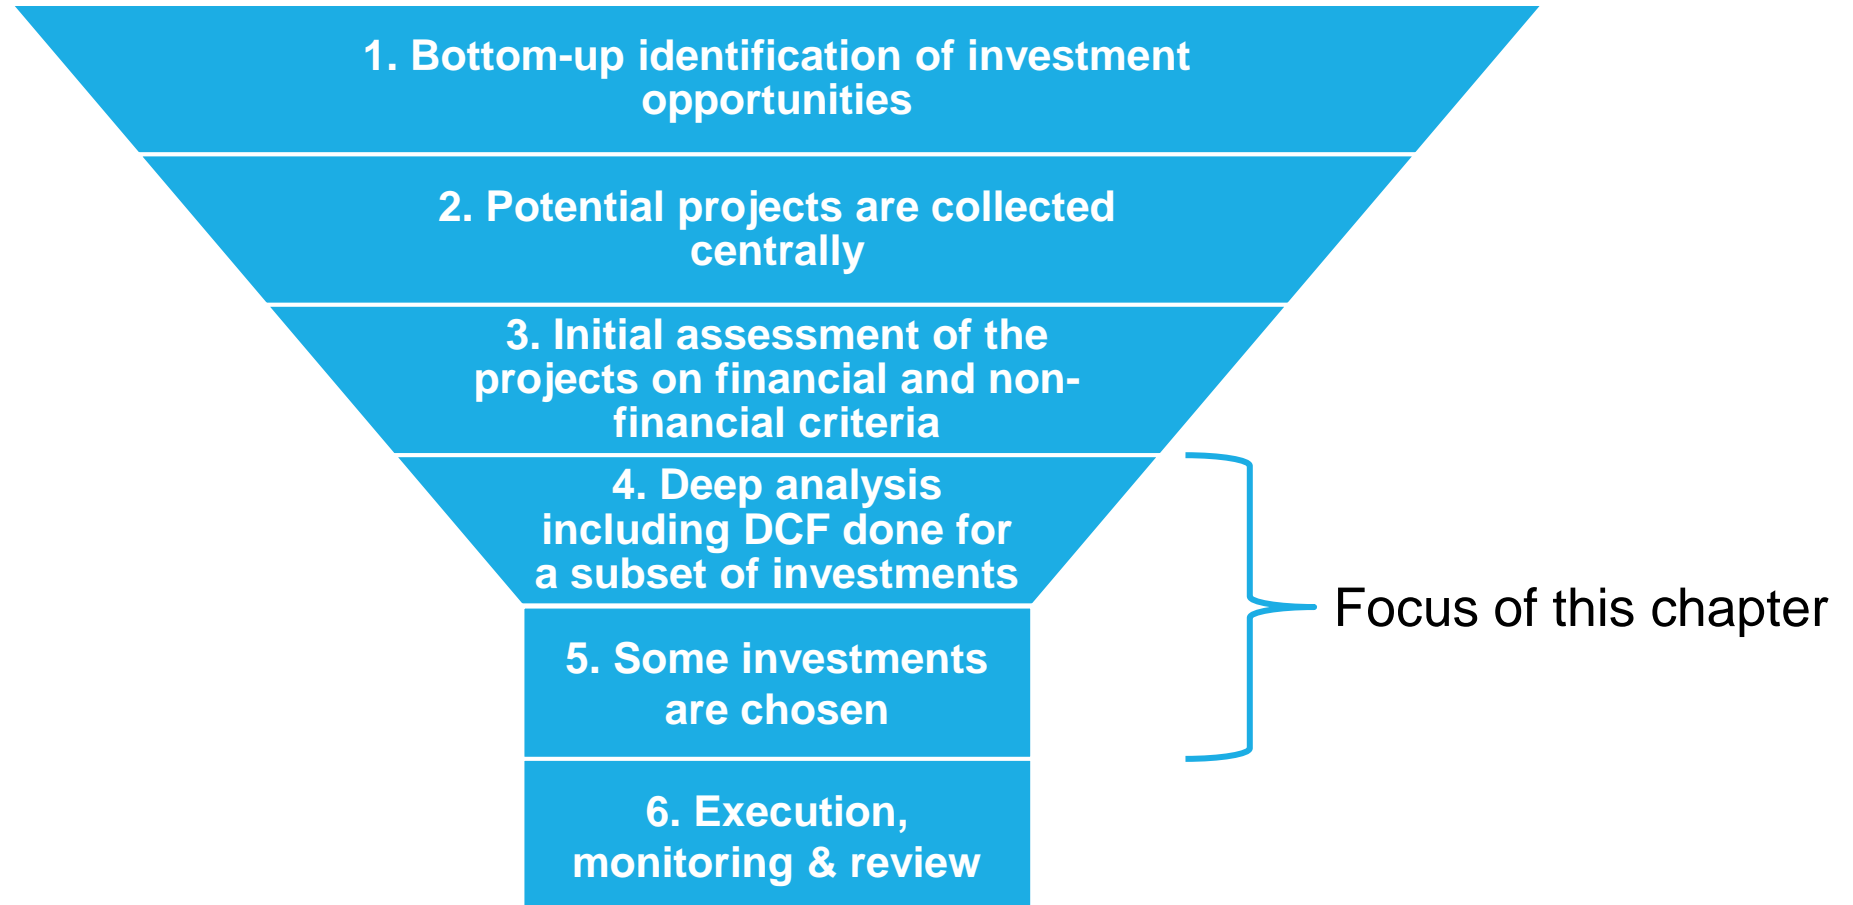 1. Bottom-up identification of investment
opportunities
2. Potential projects are collected
centrally
3. Initial assessment of the
projects on financial and non-
financial criteria
4. Deep analysis
including DCF done for
a subset of investments
Focus of this chapter
5. Some investments
are chosen
6. Execution,
monitoring & review